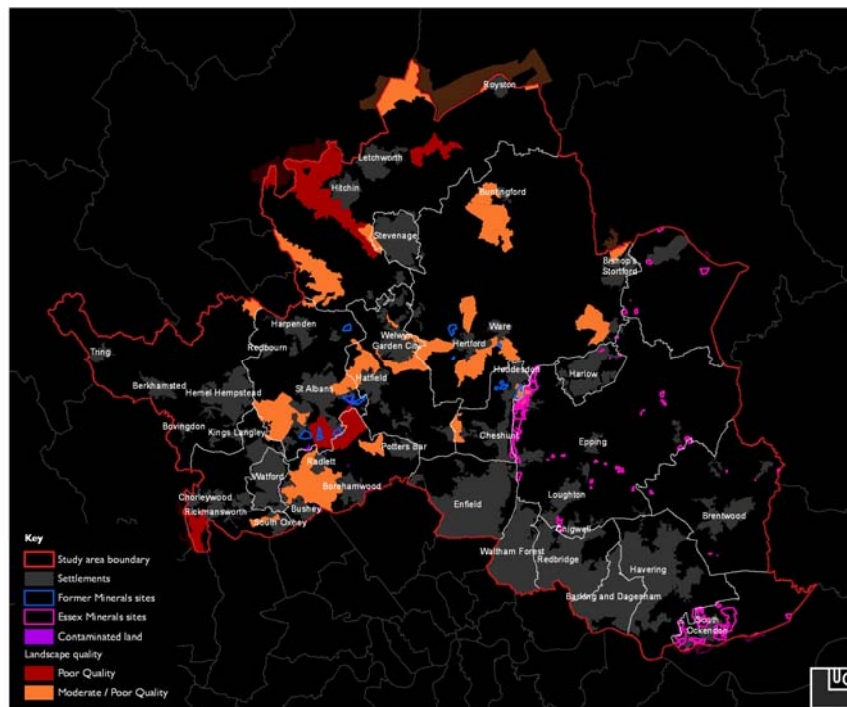 Royston
Letchworth
Hitchin
Buntingford
Stevenage
Bishop's
Stortford
Harpenden
Redbourn
Welwyn
Garden City
Ware
Hertford
Tring
Berkhamsted
Hemel Hempstead
St Albans
Hatfield
Hoddesdon
Harlow
Bovingdon
Kings Langley
Cheshunt
Epping
Potters Bar
Radlett
Watford
Borehamwood
Chorleywood
Rickmansworth
Bushey
South Oxhey
Enfield
Loughton
Brentwood
Chigwell
Waltham Forest
Redbridge
Havering
Barking and Dagenham
South
Ockendon
Key
Study area boundary
Settlements
Former Minerals sites
Essex Minerals sites
Contaminated land
Landscape quality
Poor Quality
Moderate / Poor Quality